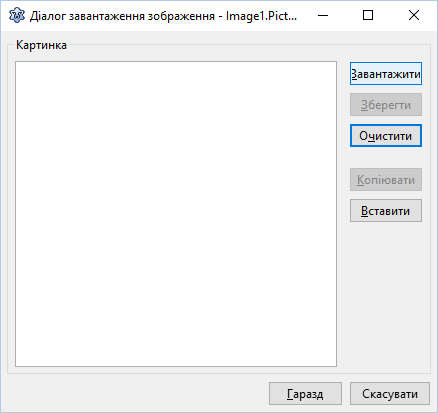 Діалог завантаження зображення - Image1.Pict...
Картинка
Завантажити
Зберегти
Очистити
Копіювати
Вставити
Гаразд
Скасувати